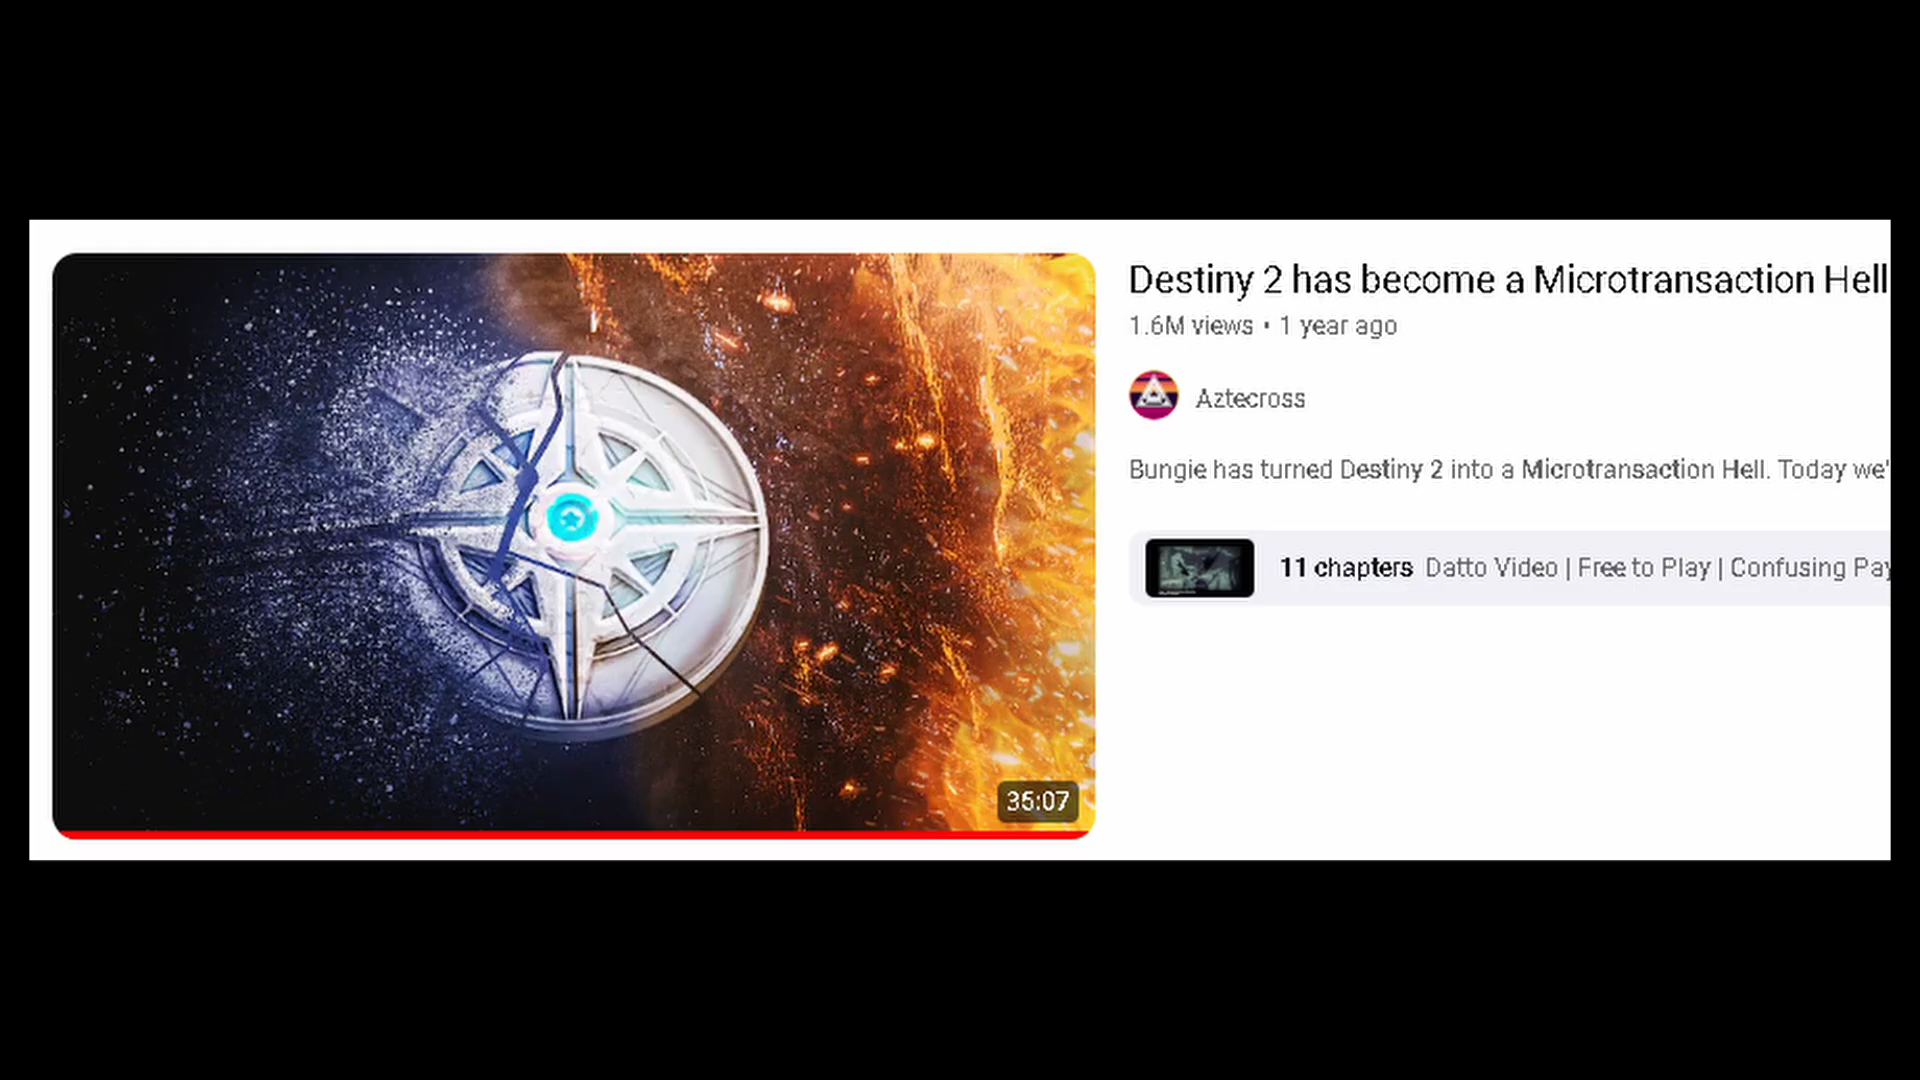 Destiny 2 has become a Microtransaction Hell
1.6M views • 1 year ago
Aztecross
Bungie has turned Destiny 2 into a Microtransaction Hell. Today we'
11 chapters Datto Video | Free to Play | Confusing Pay
35:07